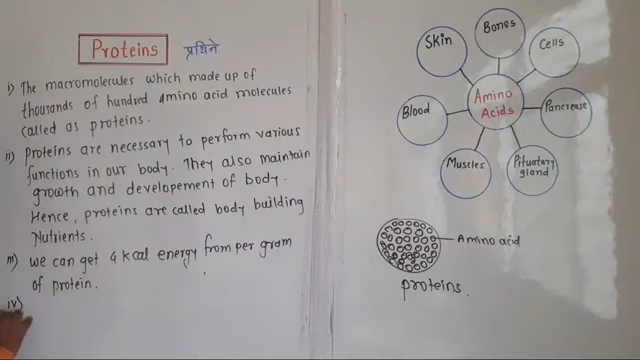 Proteins प्रथिने
i) The macromolecules which made up of
thousands of hundred amino acid molecules
called as proteins.
ii) Proteins are necessary to perform various
functions in our body. They also maintain
growth and developement of body.
Hence, proteins are called body building
Nutrients.
iii) we can get 4 kcal energy from per gram
of protein.
iv)
Bones
Skin
Cells
Amino
Acids
Blood
Pancrease
Muscles
Pituatary
gland
Amino aid
proteins.